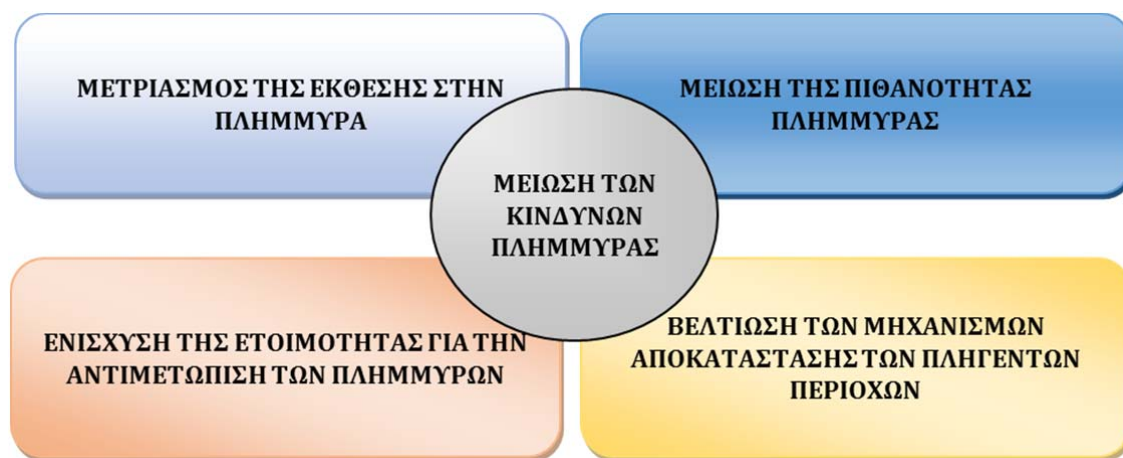 ΜΕΤΡΙΑΣΜΟΣ ΤΗΣ ΕΚΘΕΣΗΣ ΣΤΗΝ
ΠΛΗΜΜΥΡΑ
ΜΕΙΩΣΗ ΤΗΣ ΠΙΘΑΝΟΤΗΤΑΣ
ΠΛΗΜΜΥΡΑΣ
ΜΕΙΩΣΗ ΤΩΝ
ΚΙΝΔΥΝΩΝ
ΠΛΗΜΜΥΡΑΣ
ΕΝΙΣΧΥΣΗ ΤΗΣ ΕΤΟΙΜΟΤΗΤΑΣ ΓΙΑ ΤΗΝ
ΑΝΤΙΜΕΤΩΠΙΣΗ ΤΩΝ ΠΛΗΜΜΥΡΩΝ
ΒΕΛΤΙΩΣΗ ΤΩΝ ΜΗΧΑΝΙΣΜΩΝ
ΑΠΟΚΑΤΑΣΤΑΣΗΣ ΤΩΝ ΠΛΗΓΕΝΤΩΝ
ΠΕΡΙΟΧΩΝ